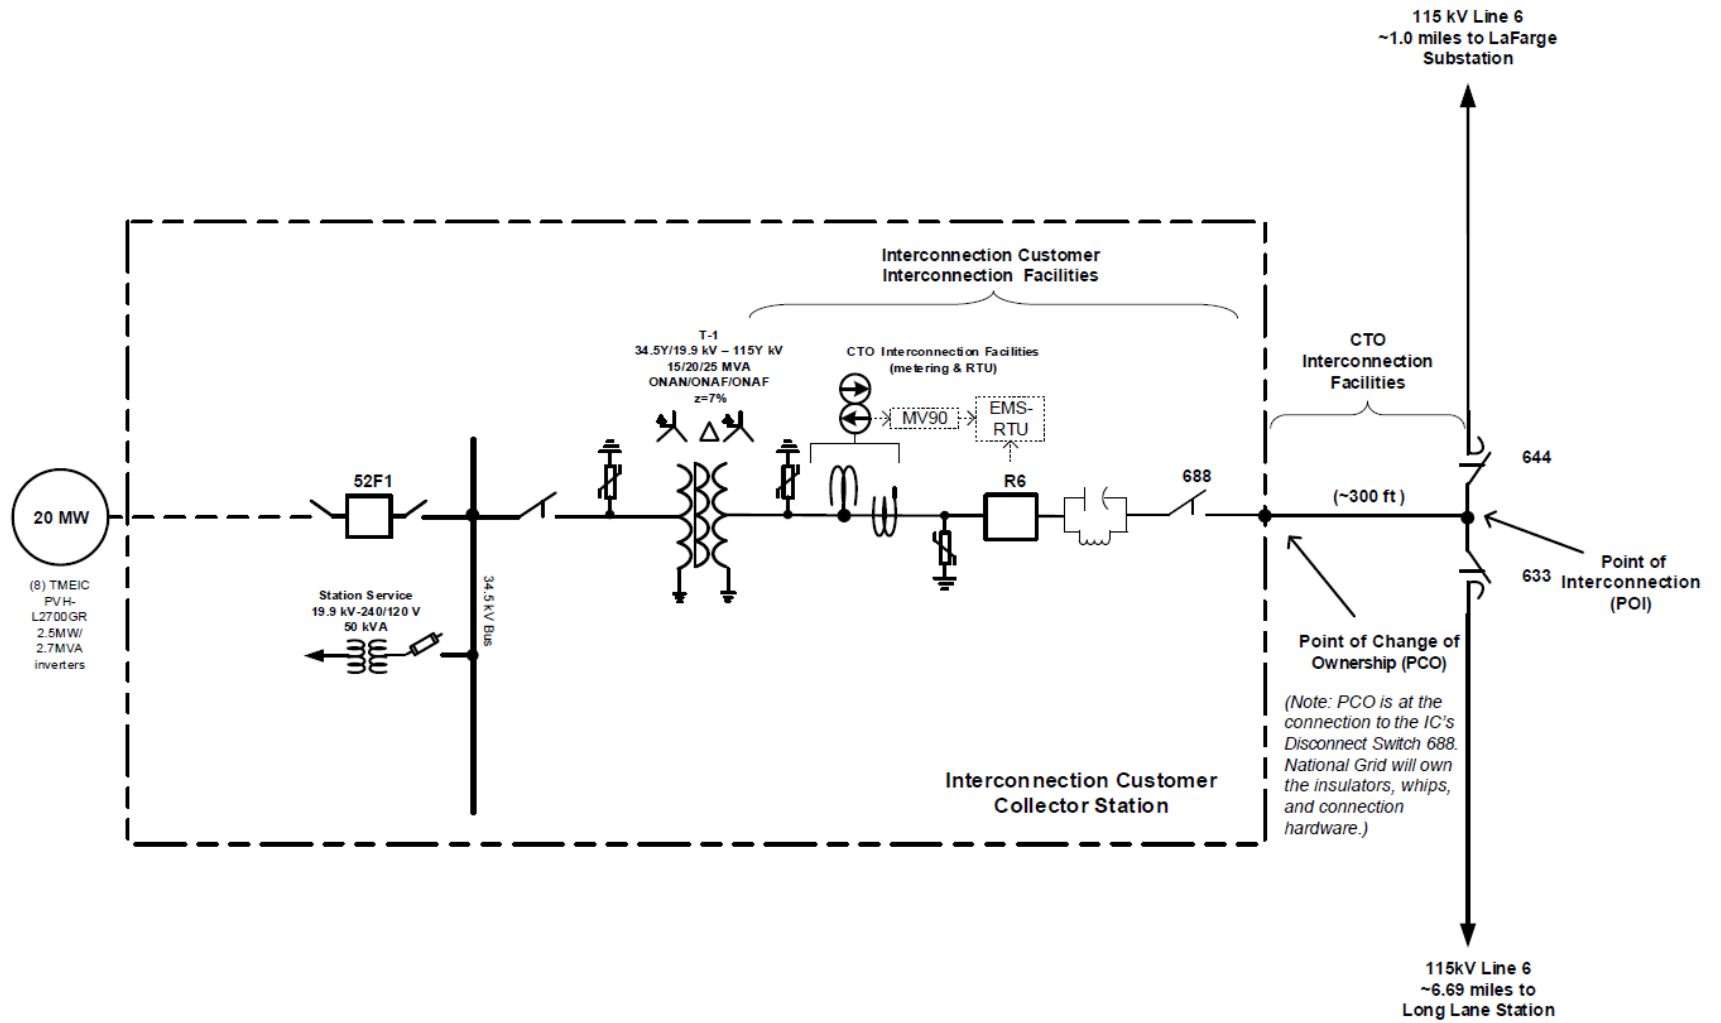 115 kV Line 6
~1.0 miles to LaFarge
Substation
Interconnection Customer
Interconnection Facilities
T-1
34.5Y/19.9 kV – 115Y kV
15/20/25 MVA
ONAN/ONAF/ONAF
z=7%
CTO Interconnection Facilities
(metering & RTU)
MV90
EMS-
RTU
CTO
Interconnection
Facilities
644
52F1
R6
688
(~300 ft )
20 MW
(8) TMEIC
PVH-
L2700GR
2.5MW/
2.7MVA
inverters
Station Service
19.9 kV-240/120 V
50 kVA
34.5 kV Bus
633
Point of
Interconnection
(POI)
Point of Change of
Ownership (PCO)
(Note: PCO is at the
connection to the IC's
Disconnect Switch 688.
National Grid will own
the insulators, whips,
and connection
hardware.)
Interconnection Customer
Collector Station
115kV Line 6
~6.69 miles to
Long Lane Station